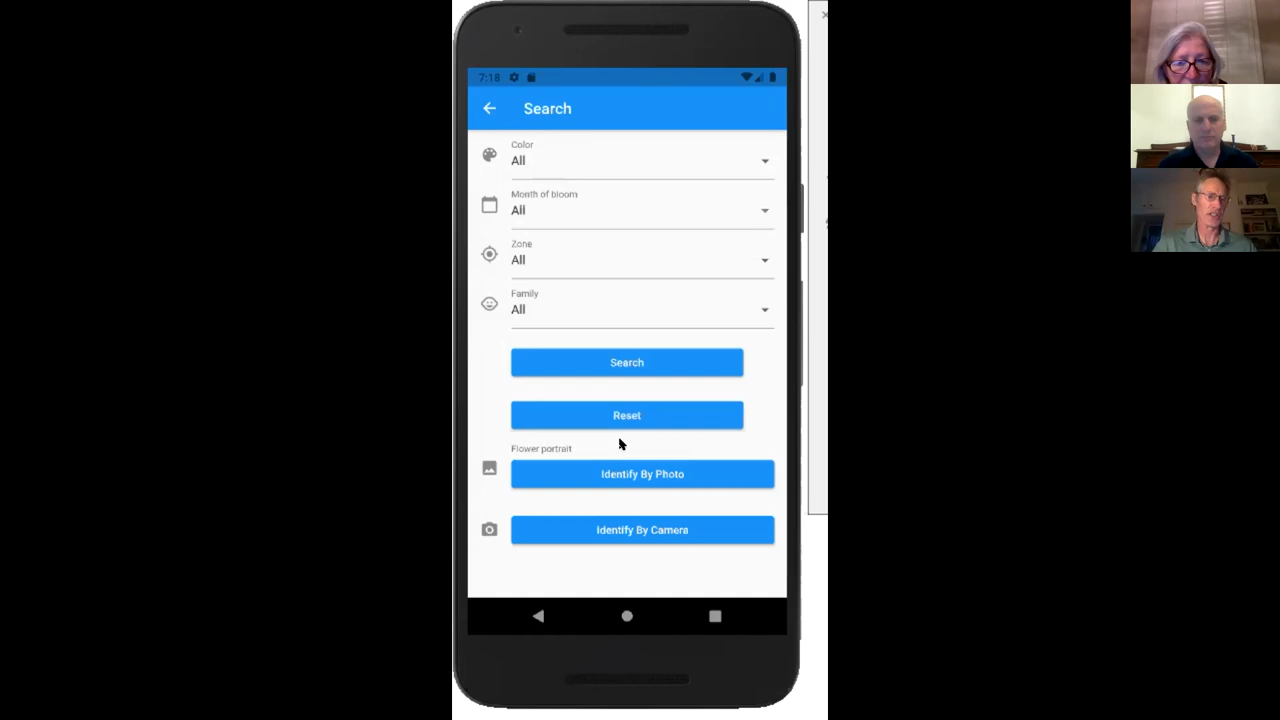 7:18
Search
Color
All
Month of bloom
All
Zone
All
Family
All
Search
Reset
Flower portrait
Identify By Photo
Identify By Camera